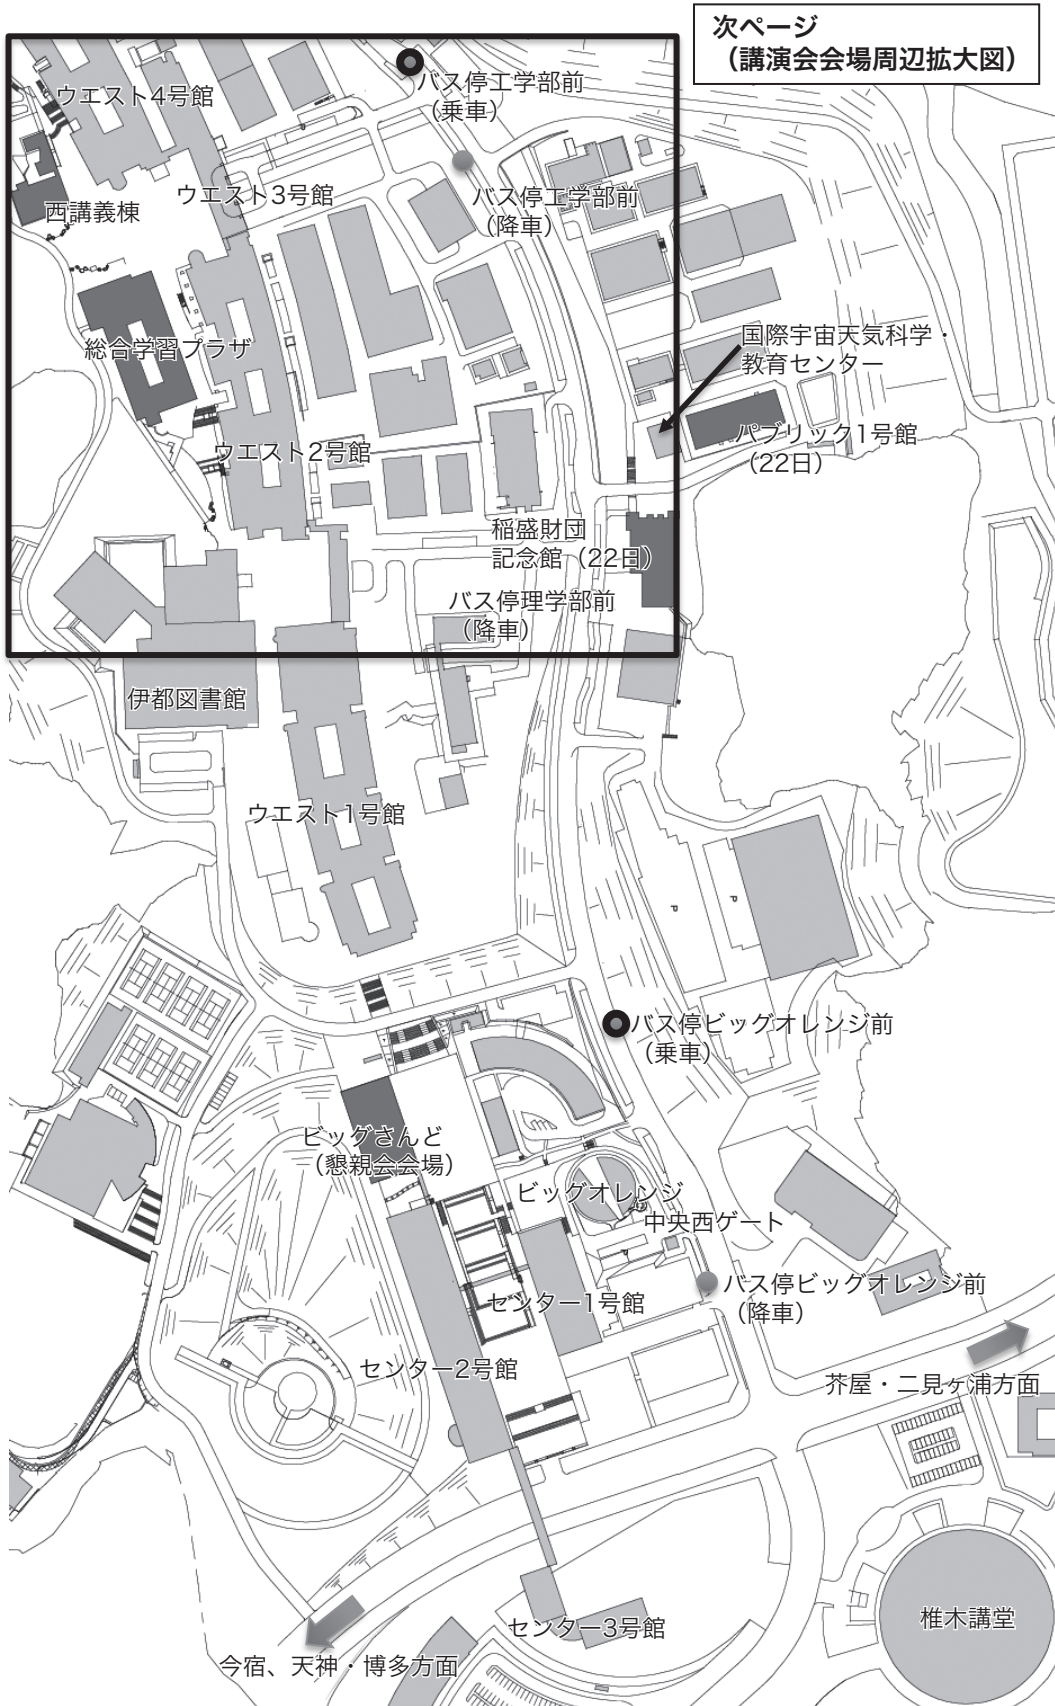 次ページ
（講演会会場周辺拡大図）
バス停工学部前
（乗車）
ウエスト4号館
ウエスト3号館
バス停工学部前
（降車）
西講義棟
総合学習プラザ
国際宇宙天気科学・
教育センター
パブリック1号館
（22日）
ウエスト2号館
稲盛財団
記念館（22日）
バス停理学部前
（降車）
伊都図書館
ウエスト1号館
P
P
バス停ビッグオレンジ前
（乗車）
ビッグさんど
（懇親会会場）
ビッグオレンジ
中央西ゲート
バス停ビッグオレンジ前
（降車）
センター1号館
センター2号館
芥屋・二見ヶ浦方面
センター3号館
椎木講堂
今宿、天神・博多方面